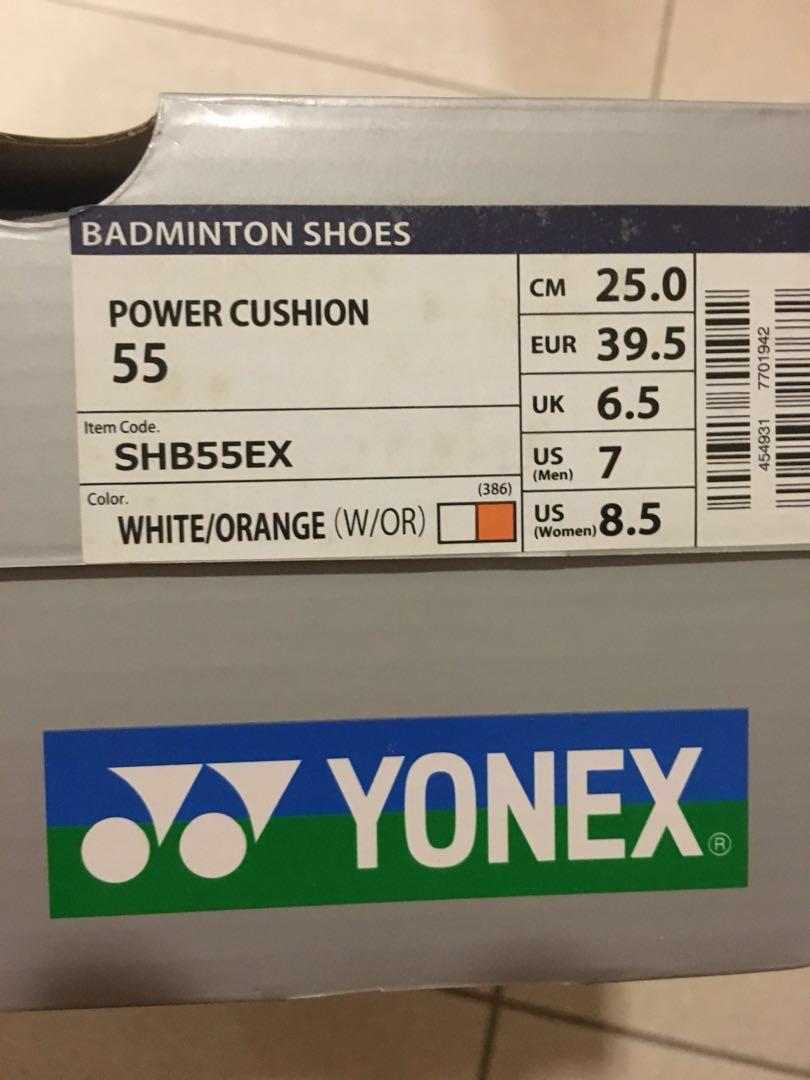 BADMINTON SHOES
POWER CUSHION
55
Item Code.
SHB55EX
Color.
(386)
WHITE/ORANGE (W/OR)
CM 25.0
EUR 39.5
UK 6.5
US (Men) 7
US (Women) 8.5
454931 7701942
YONEX®